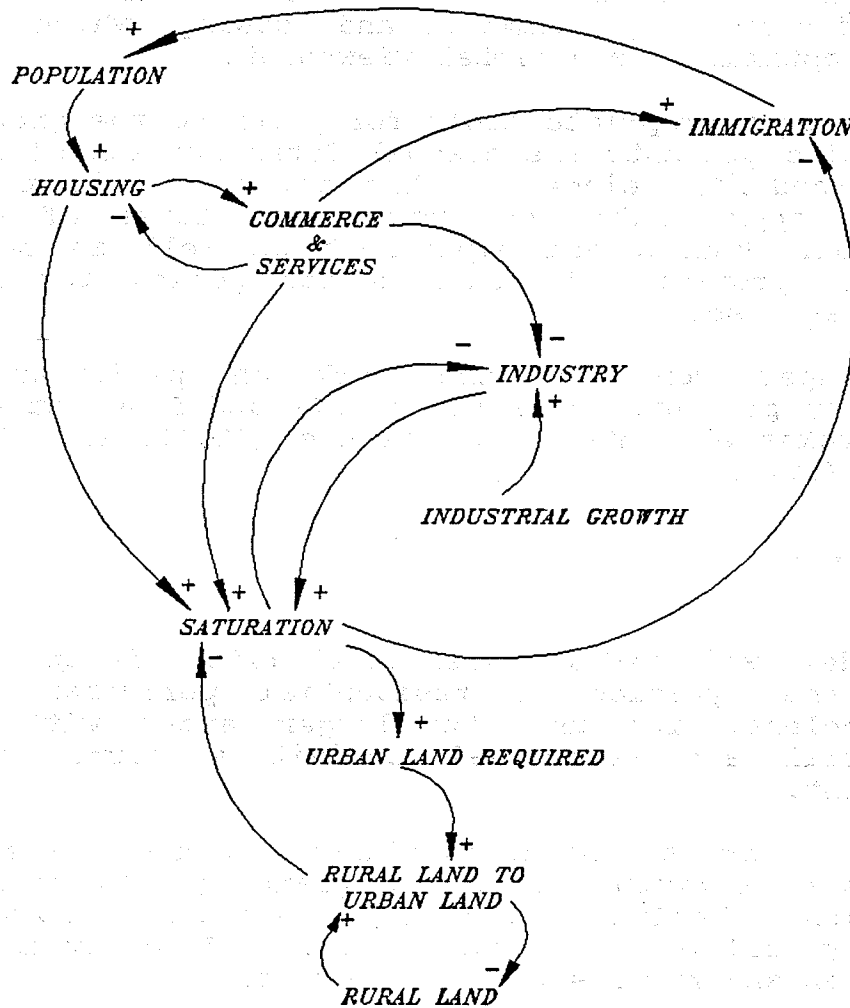 +
POPULATION
+
IMMIGRATION
+
-
HOUSING
+
-
COMMERCE
&
SERVICES
-
-
INDUSTRY
+
INDUSTRIAL GROWTH
+
+
+
SATURATION
-
+
URBAN LAND REQUIRED
+
RURAL LAND TO
URBAN LAND
+
-
RURAL LAND